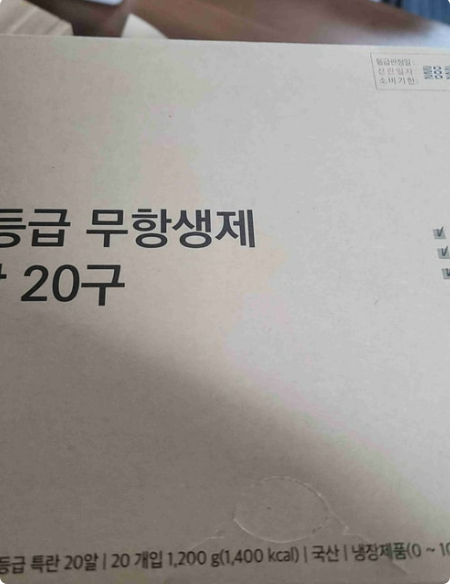 등급판정일 :
산란일자 :
소비기한 :
등급 무항생제
20구
등급 특란 20알 | 20 개입 1,200 g(1,400 kcal) | 국산 | 냉장제품(0 ~ 10